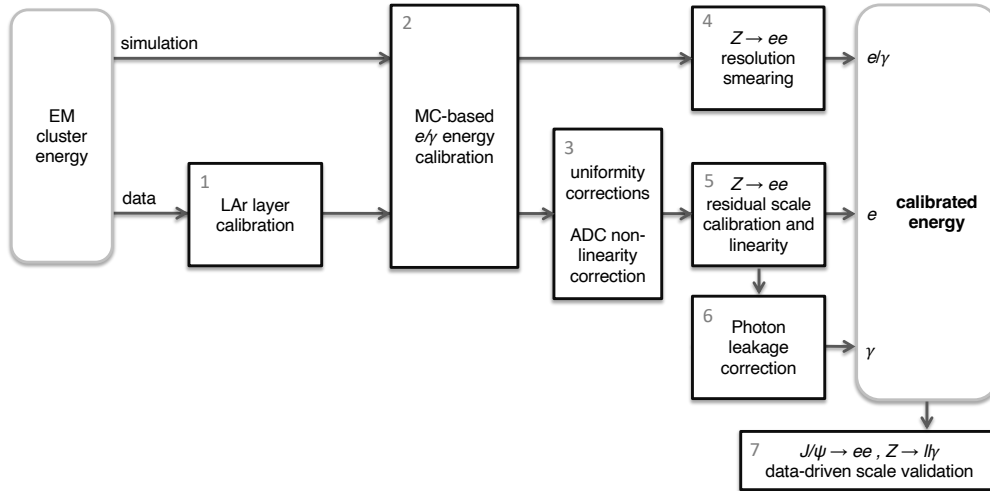 EM
cluster
energy
simulation
data
1
LAr layer
calibration
2
MC-based
e/γ energy
calibration
3
uniformity
corrections
ADC non-
linearity
correction
4
Z → ee
resolution
smearing
5
Z → ee
residual scale
calibration and
linearity
6
Photon
leakage
correction
e/γ
e
γ
calibrated
energy
7
J/ψ → ee , Z → llγ
data-driven scale validation